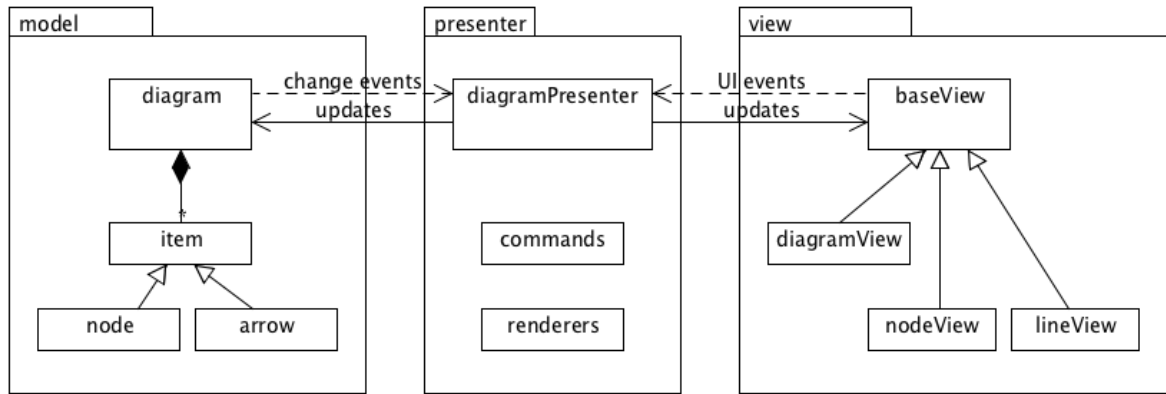 model
presenter
view
diagram
change events
diagramPresenter
UI events
baseView
updates
updates
*
item
commands
diagramView
node
arrow
renderers
nodeView
lineView